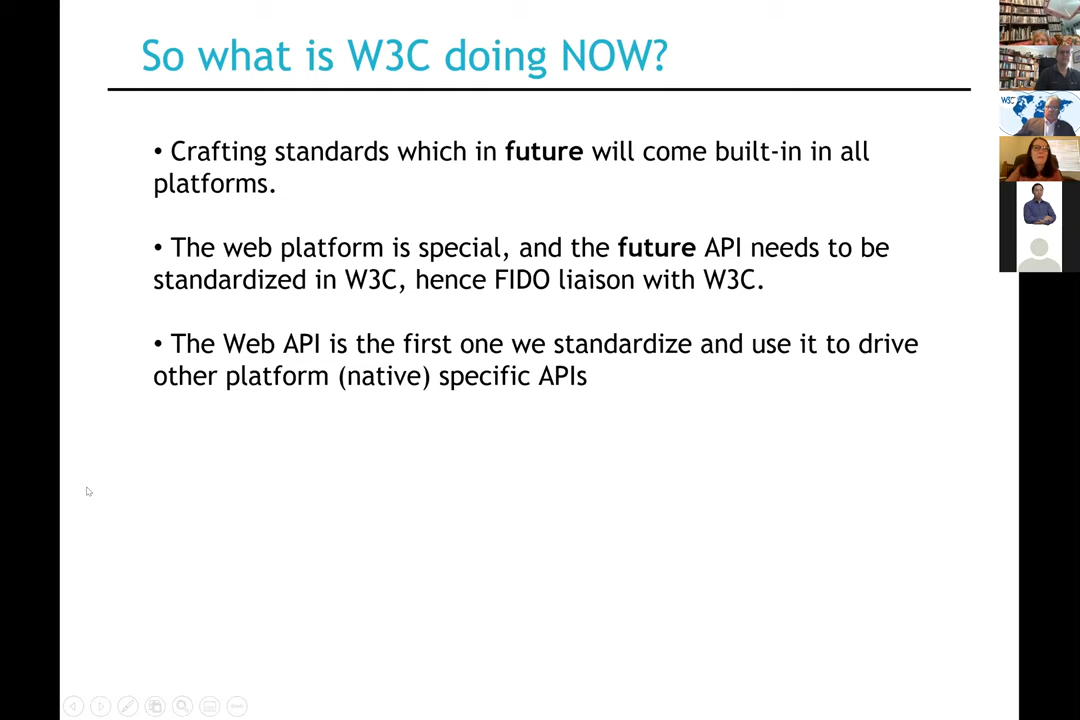 So what is W3C doing NOW?
• Crafting standards which in future will come built-in in all
platforms.
• The web platform is special, and the future API needs to be
standardized in W3C, hence FIDO liaison with W3C.
• The Web API is the first one we standardize and use it to drive
other platform (native) specific APIs
W3C